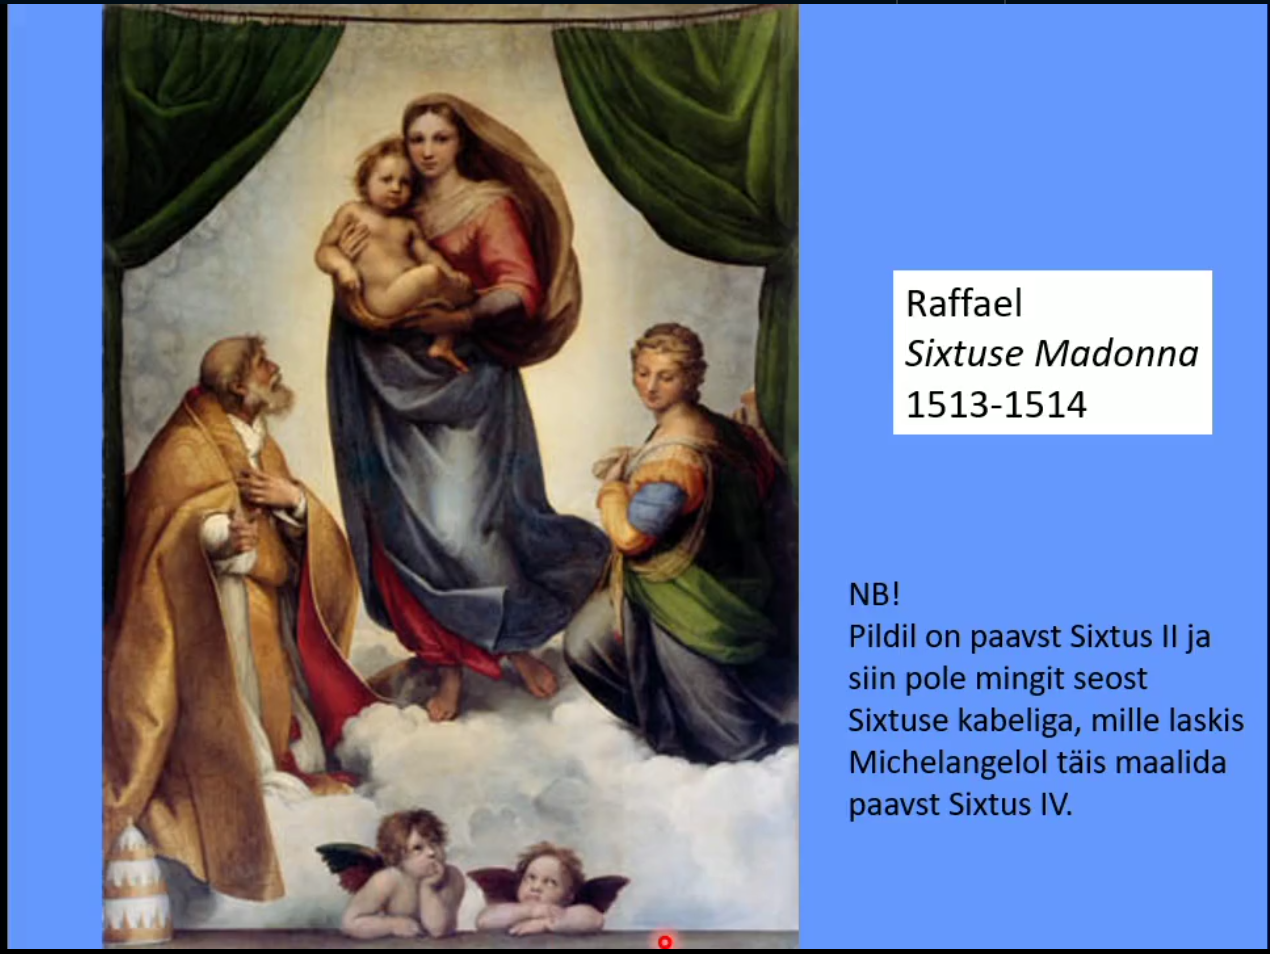 Raffael
Sixtuse Madonna
1513-1514
NB!
Pildil on paavst Sixtus II ja
siin pole mingit seost
Sixtuse kabeliga, mille laskis
Michelangelol täis maalida
paavst Sixtus IV.